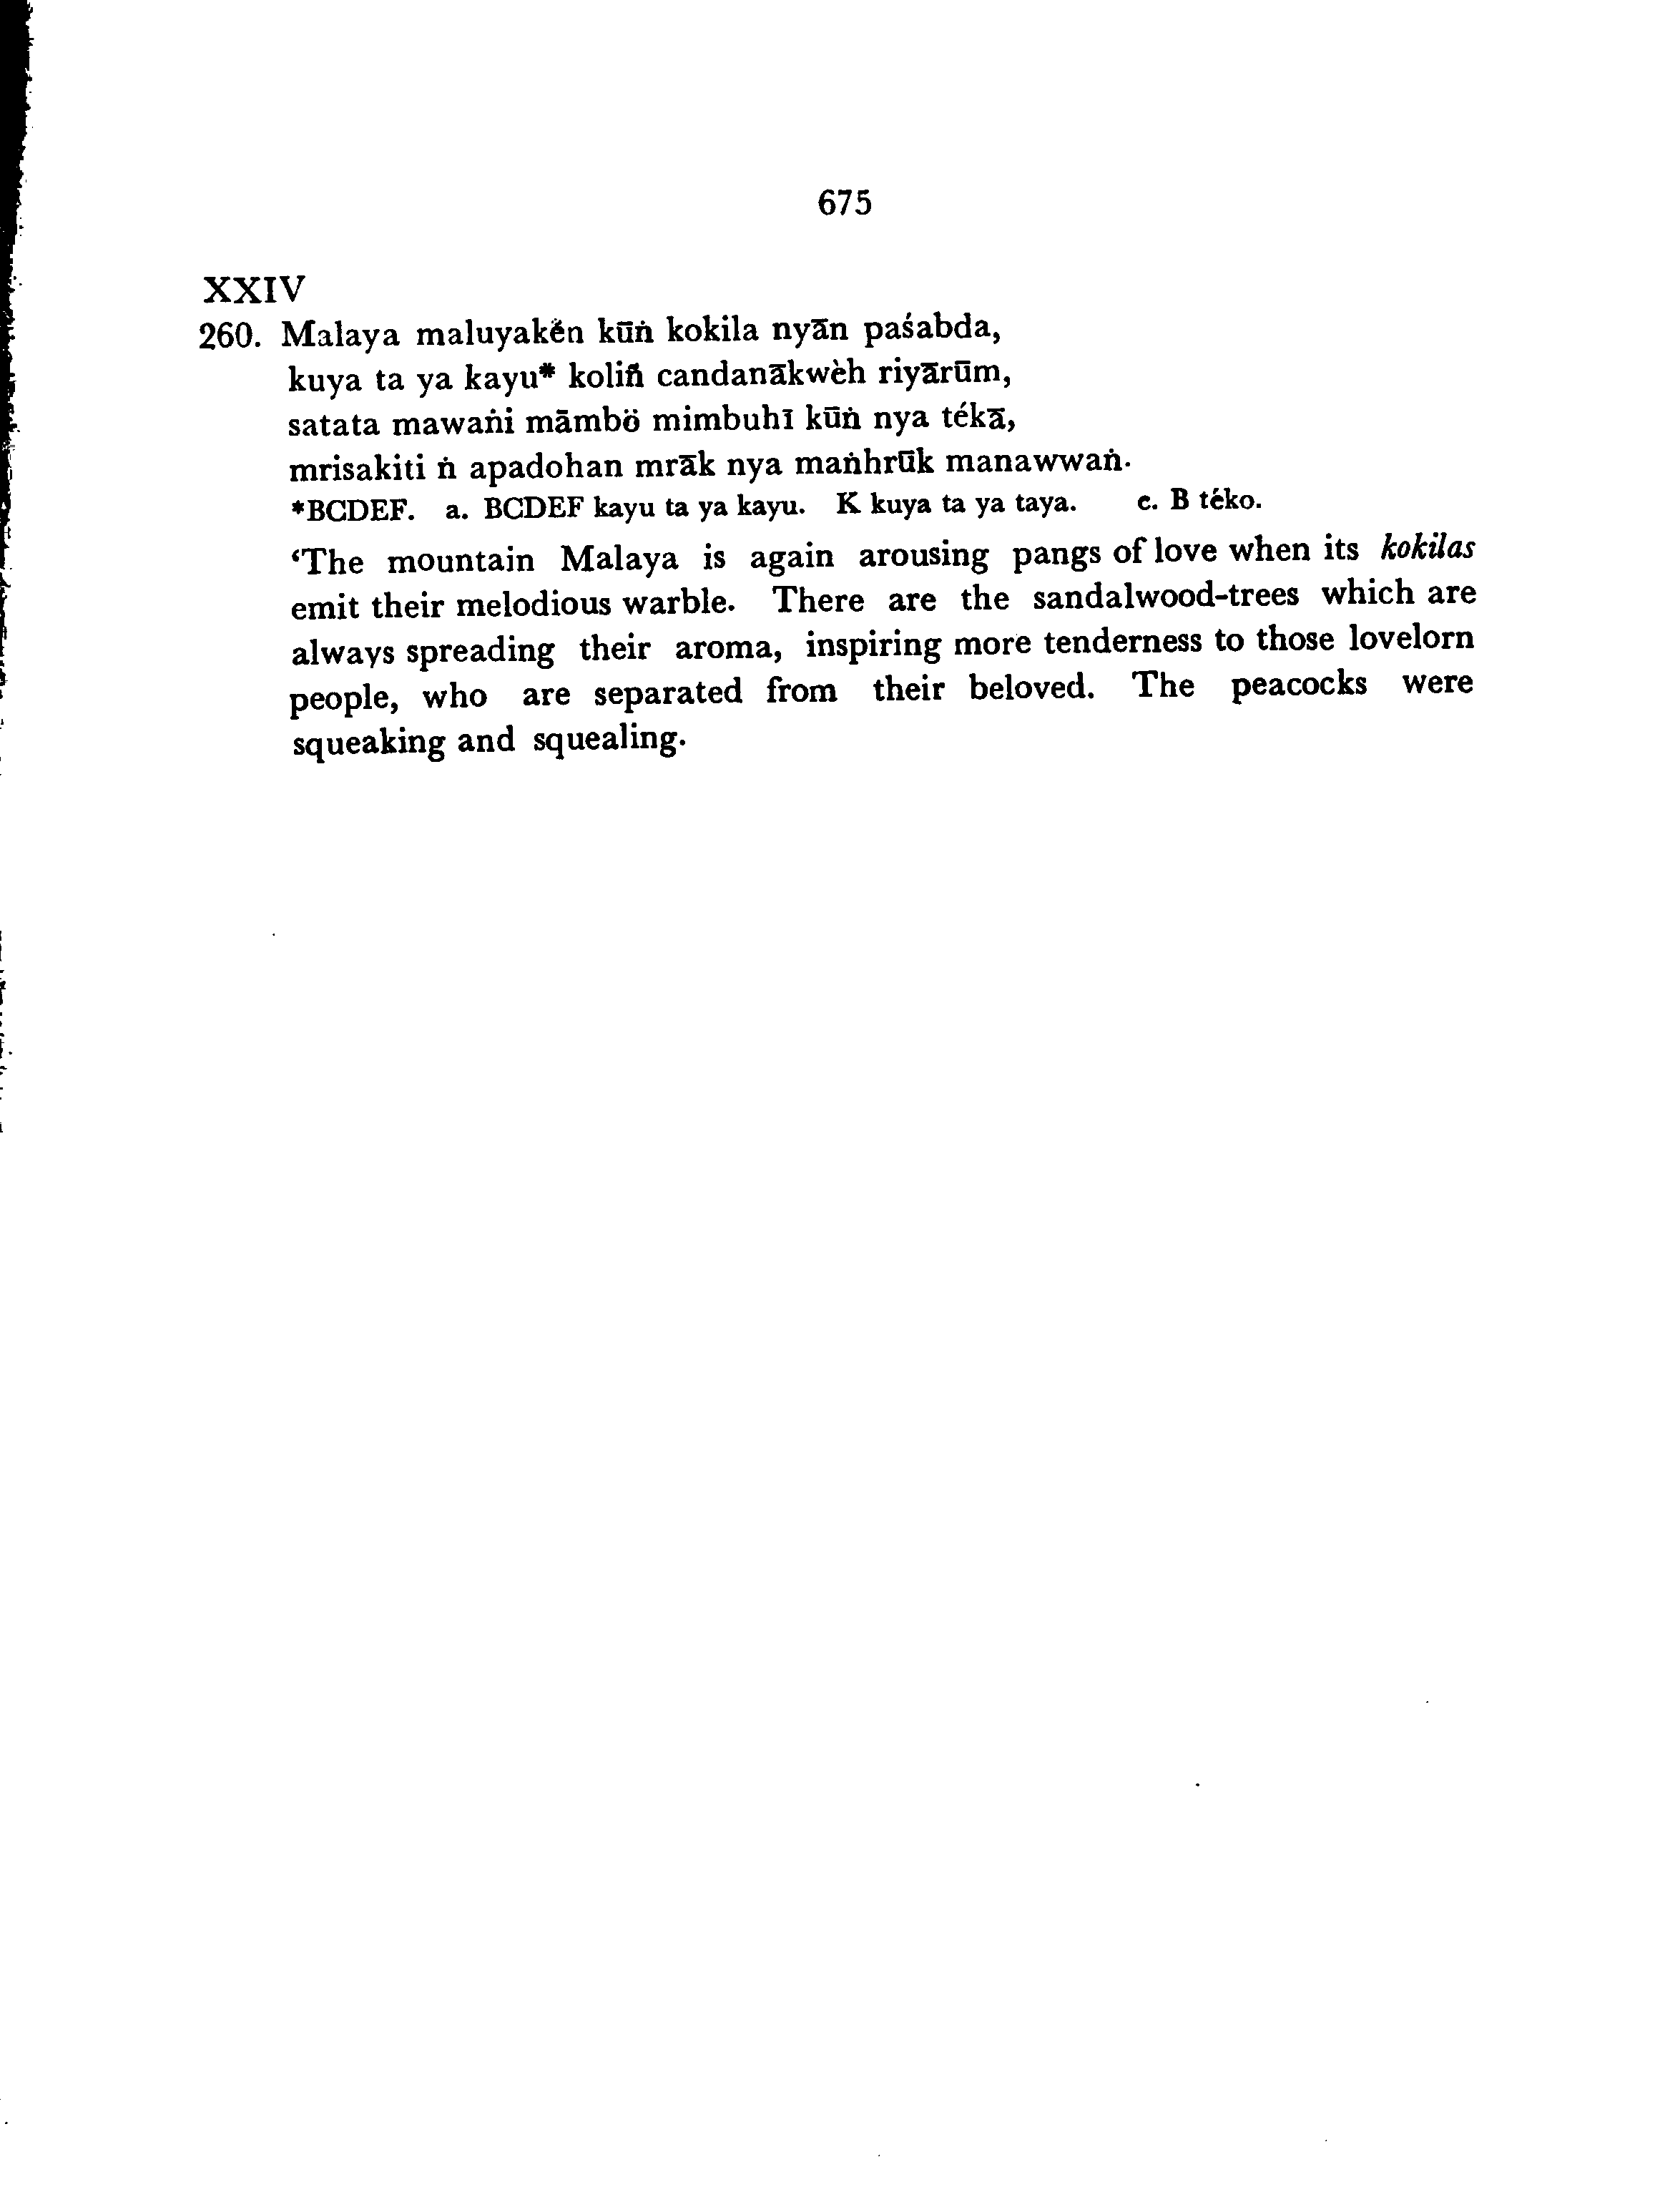 675
XXIV
260. Malaya maluyakĕn kūṅ kokila nyān paśabda,
kuya ta ya kayu* koliñ candanākwèh riyārūm,
satata mawaṅi māmbö mimbuhī kūṅ nya tékā,
mrisakiti ṅ apadohan mrāk nya maṅhrūk manawwaṅ.
*BCDEF. a. BCDEF kayu ta ya kayu. K kuya ta ya taya. c. B téko.
‘The mountain Malaya is again arousing pangs of love when its kokilas
emit their melodious warble. There are the sandalwood-trees which are
always spreading their aroma, inspiring more tenderness to those lovelorn
people, who are separated from their beloved. The peacocks were
squeaking and squealing.